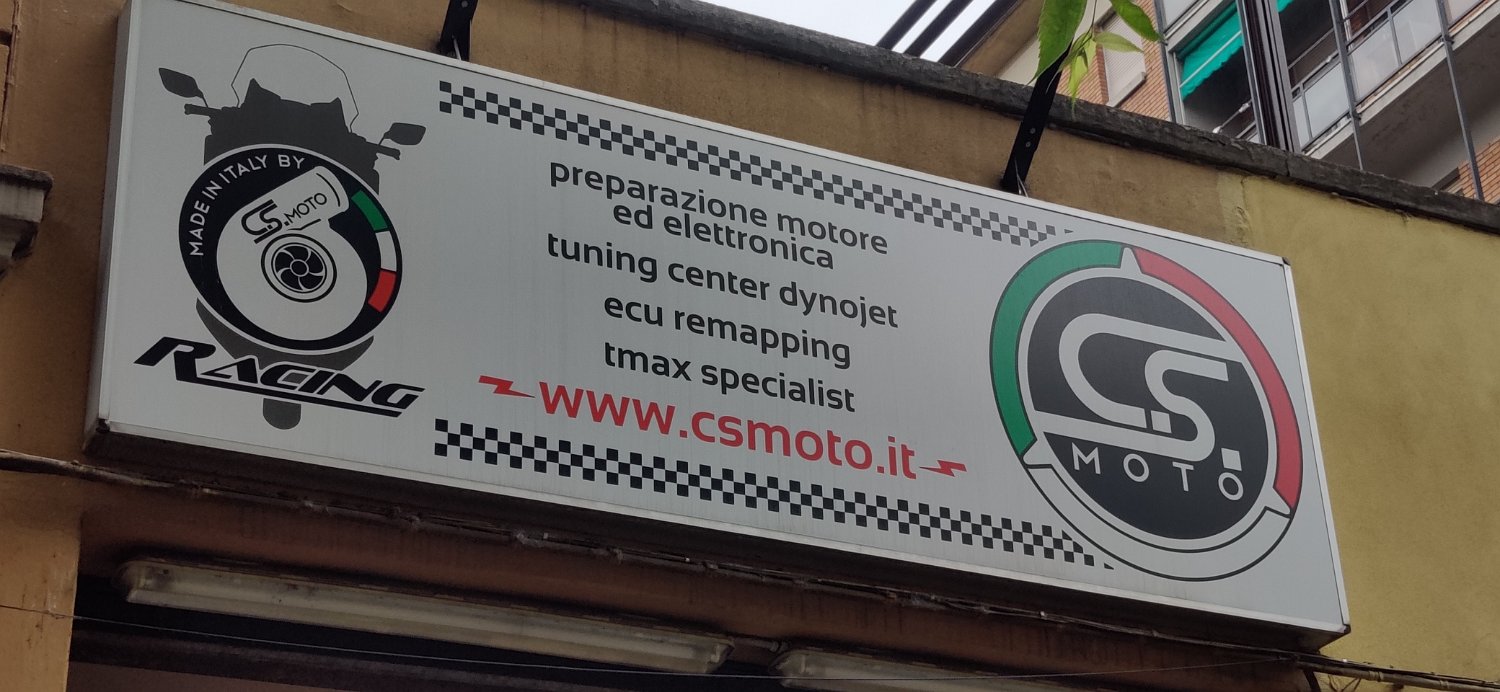 MADE IN ITALY BY
C.S. MOTO
RACING
preparazione motore
ed elettronica
tuning center dynojet
ecu remapping
tmax specialist
www.csmoto.it
C.S.
MOTO